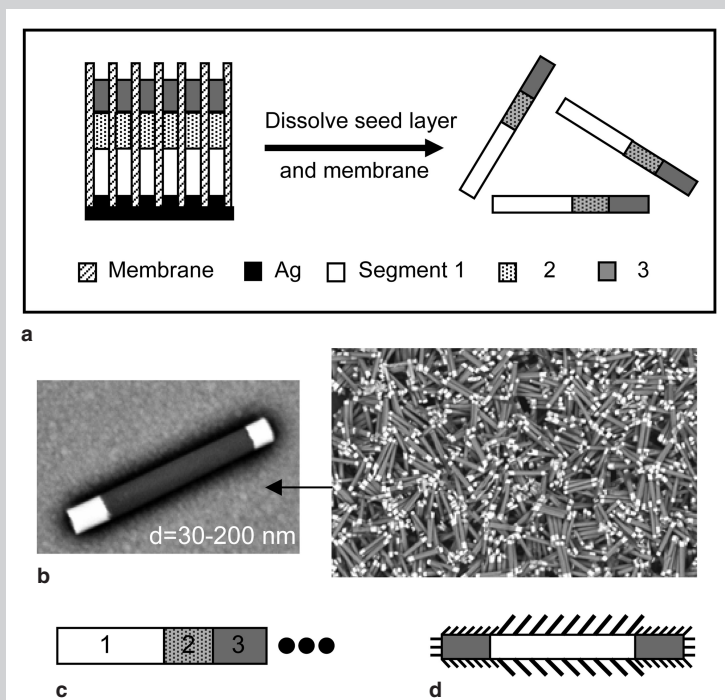 Dissolve seed layer
and membrane
Membrane Ag Segment 1 2 3
a
d=30-200 nm
b
1 2 3
c
d